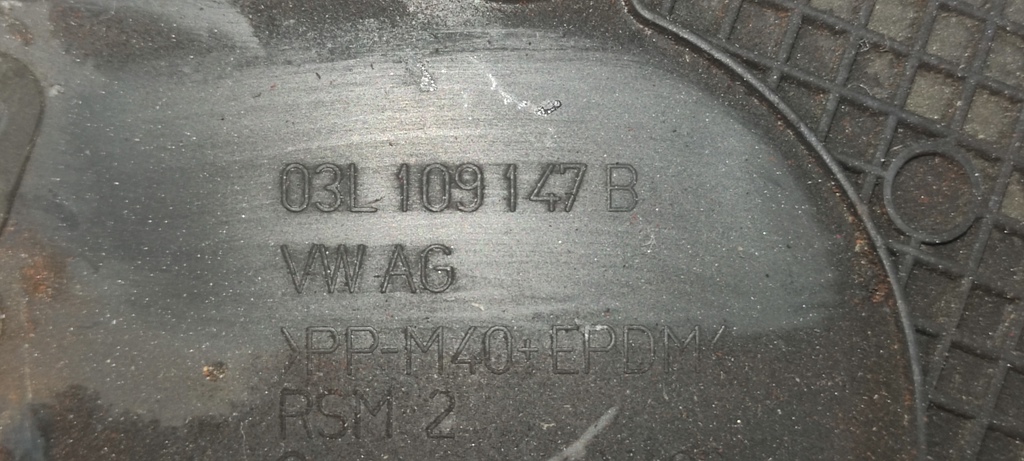 03L 109 147 B
VW AG
>PP-M40+EPDM<
RSM 2